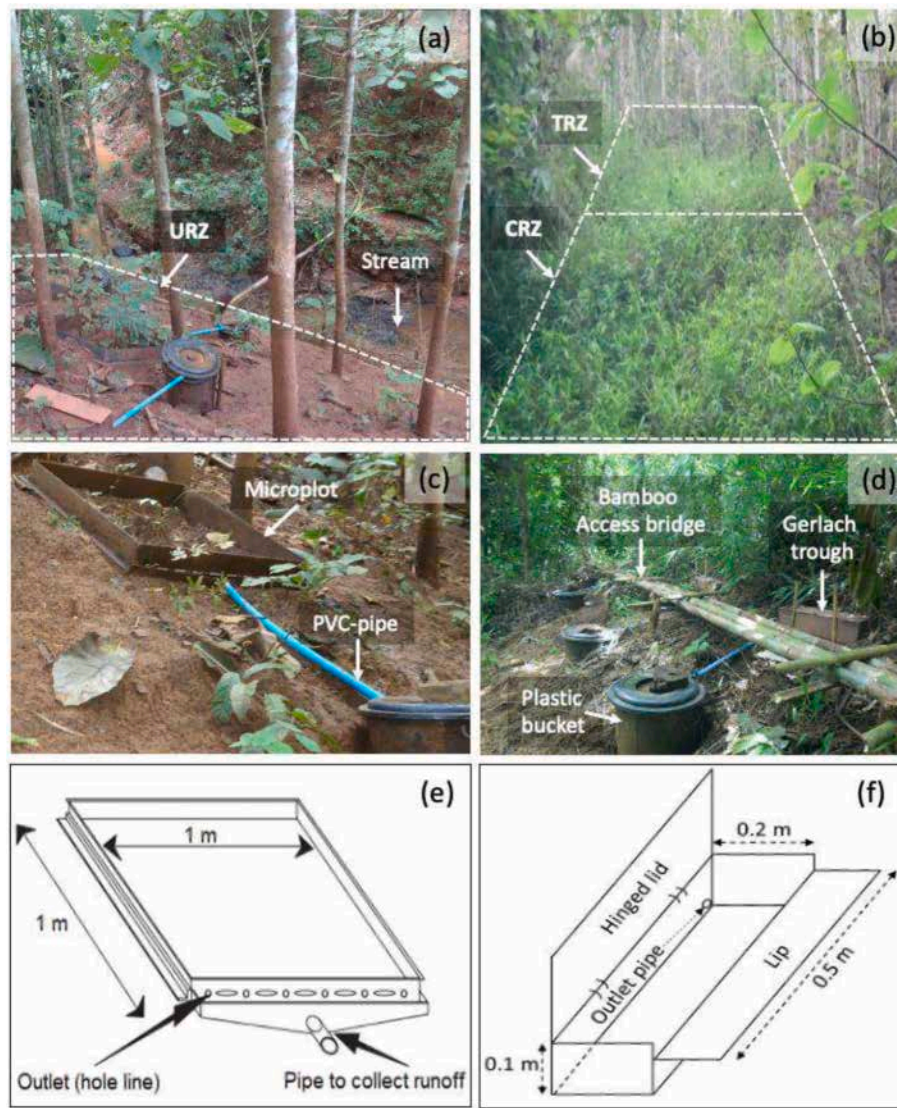 (a)
URZ
Stream
(b)
TRZ
CRZ
(c)
Microplot
PVC-pipe
(d)
Bamboo
Access bridge
Gerlach
trough
Plastic
bucket
(e)
1 m
1 m
Outlet (hole line)
Pipe to collect runoff
(f)
0.2 m
Hinged lid
Outlet pipe
Lip
0.5 m
0.1 m